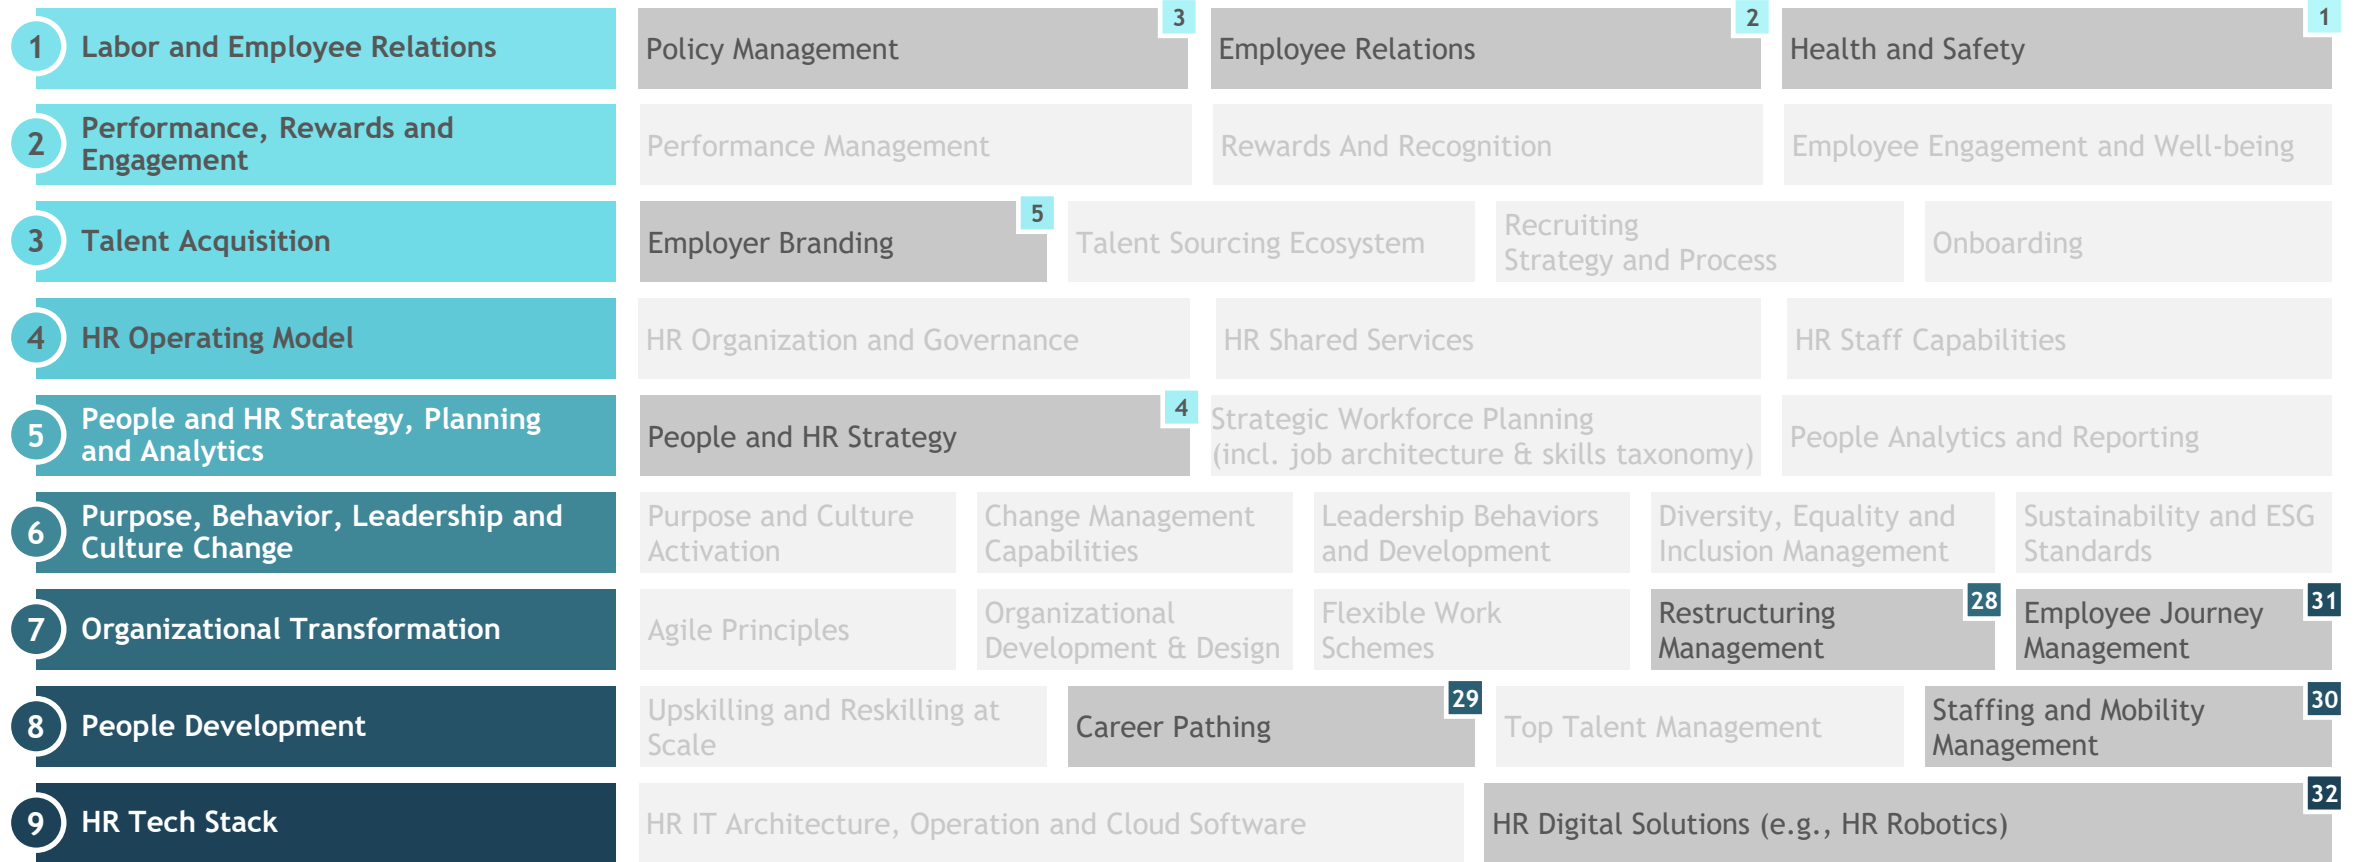 1 Labor and Employee Relations
Policy Management 3
Employee Relations 2
Health and Safety 1
2 Performance, Rewards and
Engagement
Performance Management
Rewards And Recognition
Employee Engagement and Well-being
3 Talent Acquisition
Employer Branding 5
Talent Sourcing Ecosystem
Recruiting
Strategy and Process
Onboarding
4 HR Operating Model
HR Organization and Governance
HR Shared Services
HR Staff Capabilities
5 People and HR Strategy, Planning
and Analytics
People and HR Strategy 4
Strategic Workforce Planning
(incl. job architecture & skills taxonomy)
People Analytics and Reporting
6 Purpose, Behavior, Leadership and
Culture Change
Purpose and Culture
Activation
Change Management
Capabilities
Leadership Behaviors
and Development
Diversity, Equality and
Inclusion Management
Sustainability and ESG
Standards
7 Organizational Transformation
Agile Principles
Organizational
Development & Design
Flexible Work
Schemes
Restructuring 28
Management
Employee Journey 31
Management
8 People Development
Upskilling and Reskilling at
Scale
Career Pathing 29
Top Talent Management
Staffing and Mobility 30
Management
9 HR Tech Stack
HR IT Architecture, Operation and Cloud Software
HR Digital Solutions (e.g., HR Robotics) 32